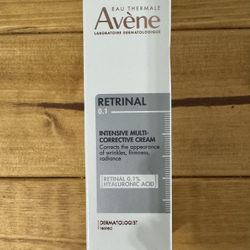 EAU THERMALE
Avène
LABORATOIRE DERMATOLOGIQUE
RETRINAL
0.1
INTENSIVE MULTI-
CORRECTIVE CREAM
Corrects the appearance
of wrinkles, firmness,
radiance
RETINAL 0.1%
HYALURONIC ACID
DERMATOLOGIST
TESTED